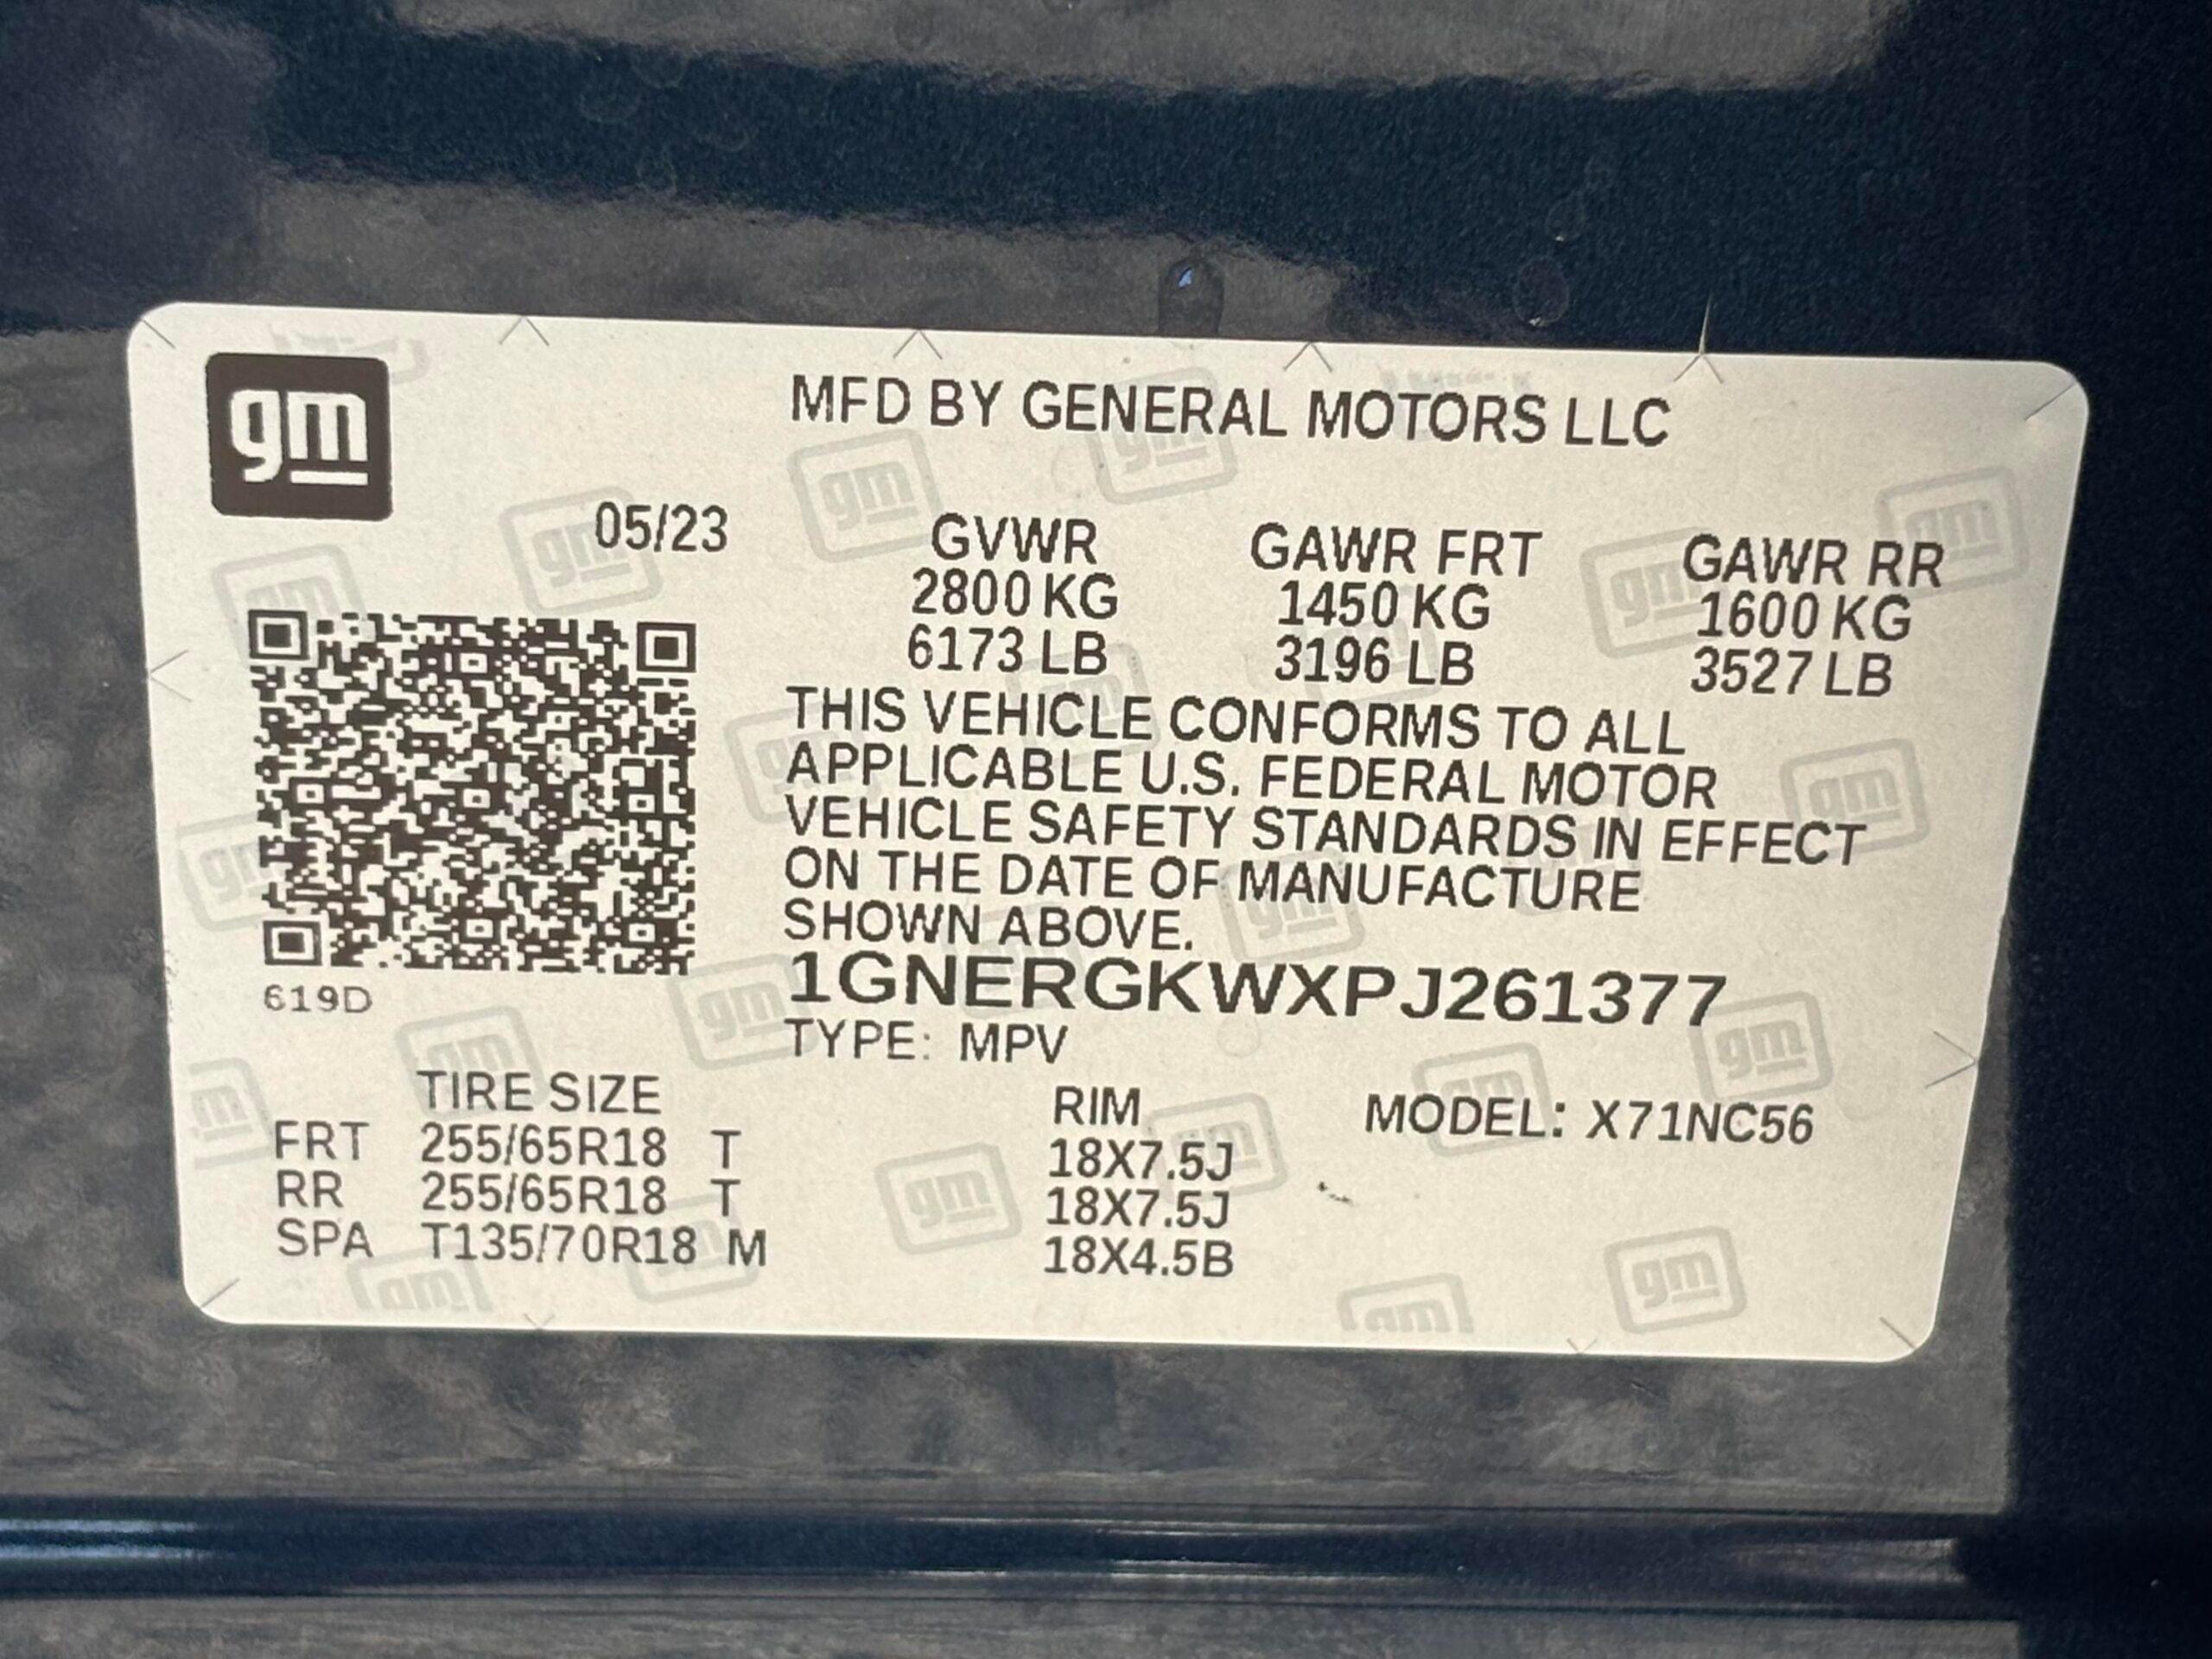 gm
MFD BY GENERAL MOTORS LLC
05/23
GVWR GAWR FRT GAWR RR
2800 KG 1450 KG 1600 KG
6173 LB 3196 LB 3527 LB
THIS VEHICLE CONFORMS TO ALL
APPLICABLE U.S. FEDERAL MOTOR
VEHICLE SAFETY STANDARDS IN EFFECT
ON THE DATE OF MANUFACTURE
SHOWN ABOVE.
1GNERGKWXPJ261377
619D
TYPE: MPV
TIRE SIZE RIM MODEL: X71NC56
FRT 255/65R18 T 18X7.5J
RR 255/65R18 T 18X7.5J
SPA T135/70R18 M 18X4.5B